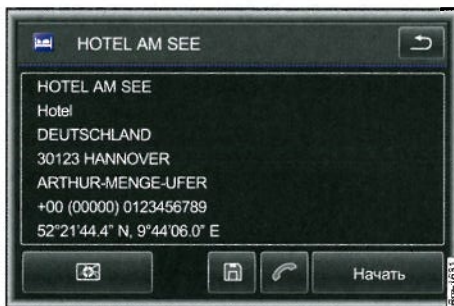 HOTEL AM SEE
HOTEL AM SEE
Hotel
DEUTSCHLAND
30123 HANNOVER
ARTHUR-MENGE-UFER
+00 (00000) 0123456789
52°21'44.4" N, 9°44'06.0" E
Начать